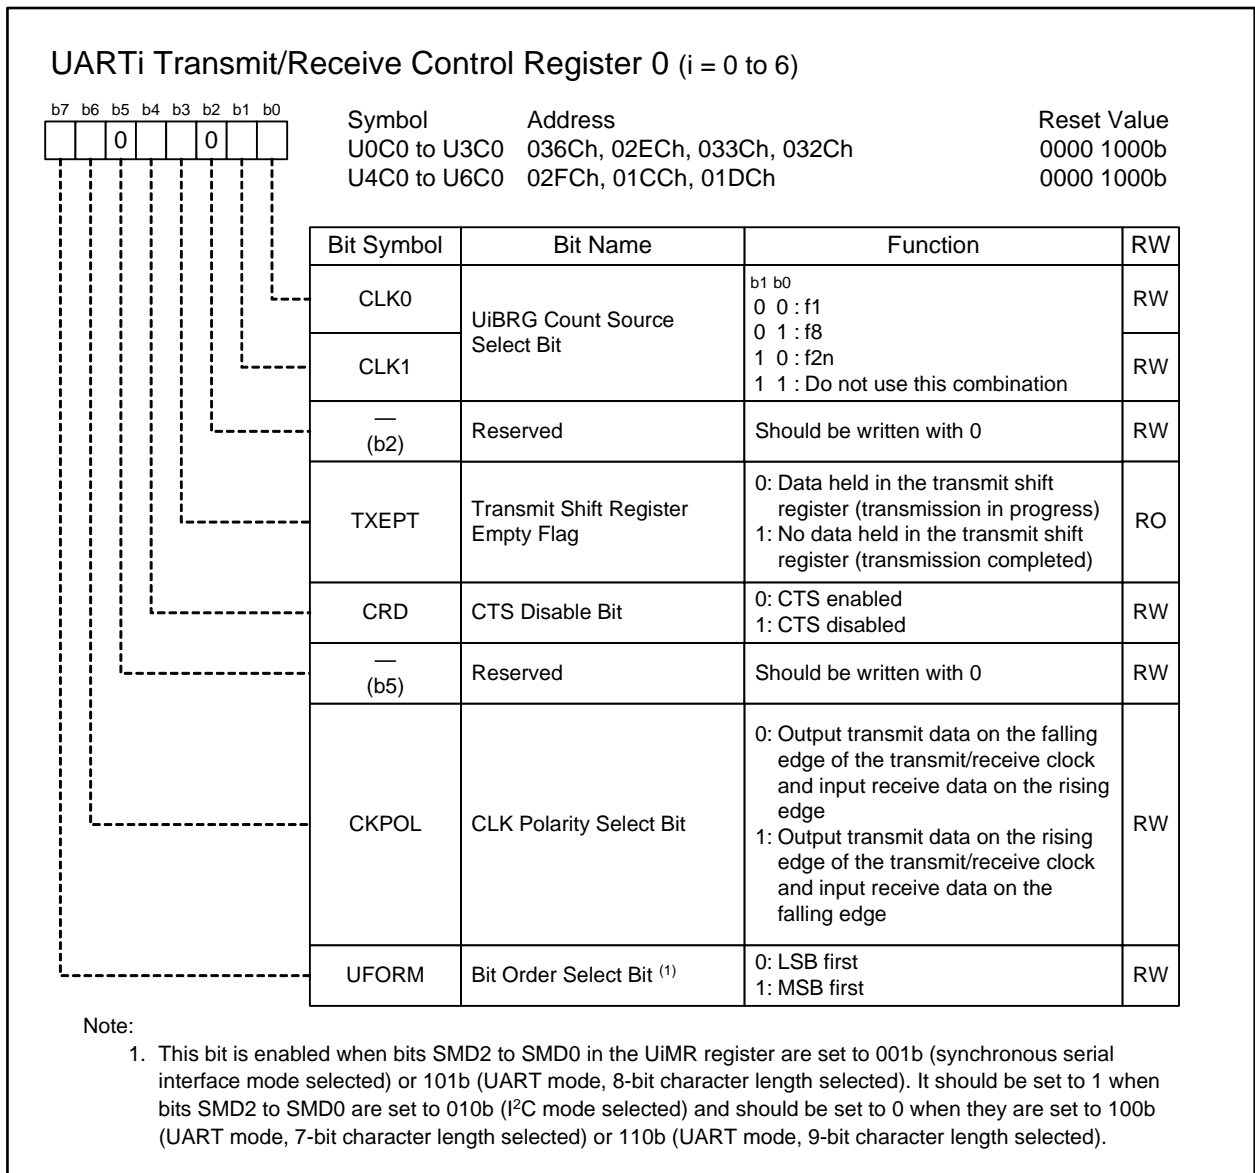 UARTi Transmit/Receive Control Register 0 (i = 0 to 6)
b7 b6 b5 b4 b3 b2 b1 b0
0 0
Symbol Address Reset Value
U0C0 to U3C0 036Ch, 02ECh, 033Ch, 032Ch 0000 1000b
U4C0 to U6C0 02FCh, 01CCh, 01DCh 0000 1000b
Bit Symbol Bit Name Function RW
CLK0
CLK1
UiBRG Count Source
Select Bit
b1 b0
0 0 : f1
0 1 : f8
1 0 : f2n
1 1 : Do not use this combination
RW
RW
—
(b2)
Reserved
Should be written with 0
RW
TXEPT
Transmit Shift Register
Empty Flag
0: Data held in the transmit shift
register (transmission in progress)
1: No data held in the transmit shift
register (transmission completed)
RO
CRD
CTS Disable Bit
0: CTS enabled
1: CTS disabled
RW
—
(b5)
Reserved
Should be written with 0
RW
CKPOL
CLK Polarity Select Bit
0: Output transmit data on the falling
edge of the transmit/receive clock
and input receive data on the rising
edge
1: Output transmit data on the rising
edge of the transmit/receive clock
and input receive data on the
falling edge
RW
UFORM
Bit Order Select Bit (1)
0: LSB first
1: MSB first
RW
Note:
1. This bit is enabled when bits SMD2 to SMD0 in the UiMR register are set to 001b (synchronous serial
interface mode selected) or 101b (UART mode, 8-bit character length selected). It should be set to 1 when
bits SMD2 to SMD0 are set to 010b (I²C mode selected) and should be set to 0 when they are set to 100b
(UART mode, 7-bit character length selected) or 110b (UART mode, 9-bit character length selected).